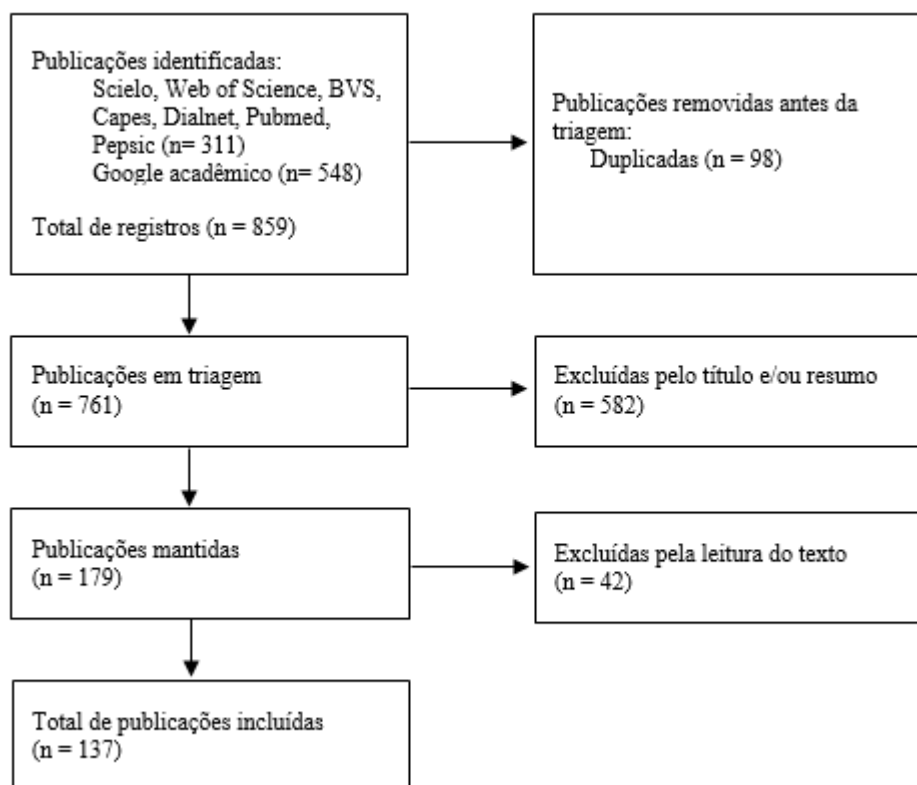 Publicações identificadas:
Scielo, Web of Science, BVS,
Capes, Dialnet, Pubmed,
Pepsic (n= 311)
Google acadêmico (n= 548)
Total de registros (n = 859)
Publicações removidas antes da
triagem:
Duplicadas (n = 98)
Publicações em triagem
(n = 761)
Excluídas pelo título e/ou resumo
(n = 582)
Publicações mantidas
(n = 179)
Excluídas pela leitura do texto
(n = 42)
Total de publicações incluídas
(n = 137)